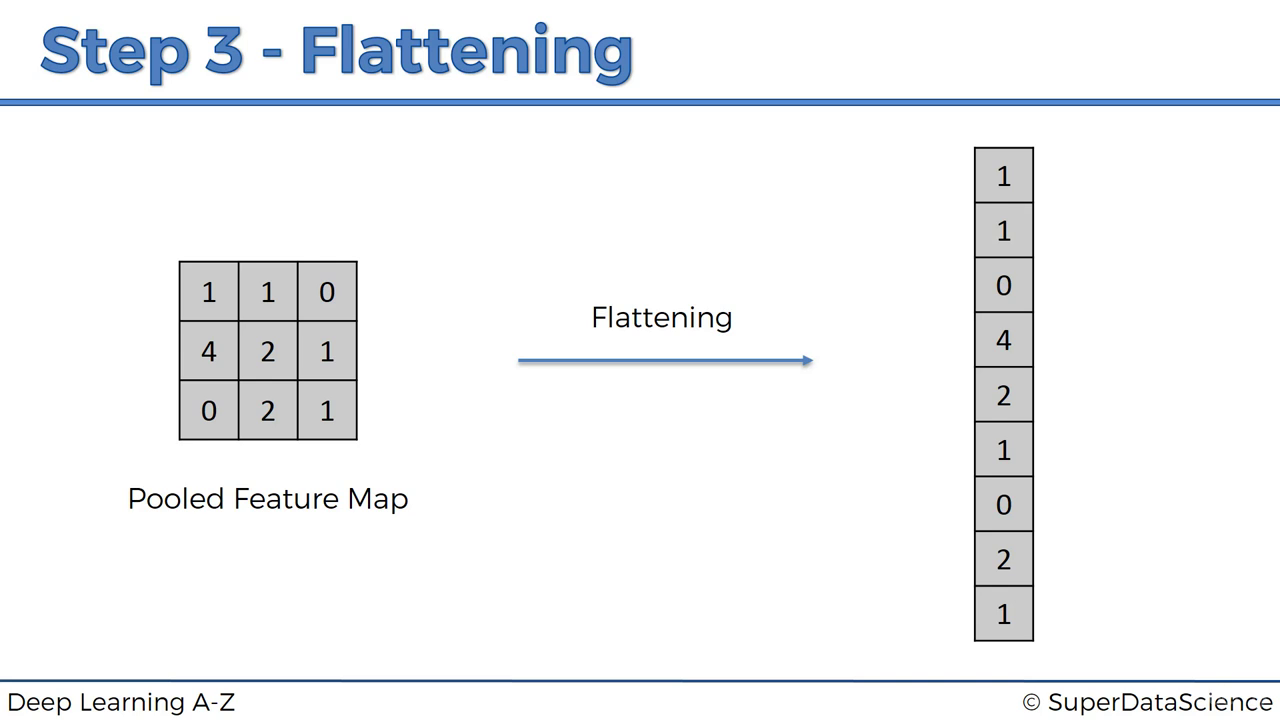 Step 3 - Flattening
1 1 0
4 2 1
0 2 1
Pooled Feature Map
Flattening
1
1
0
4
2
1
0
2
1
Deep Learning A-Z
© SuperDataScience